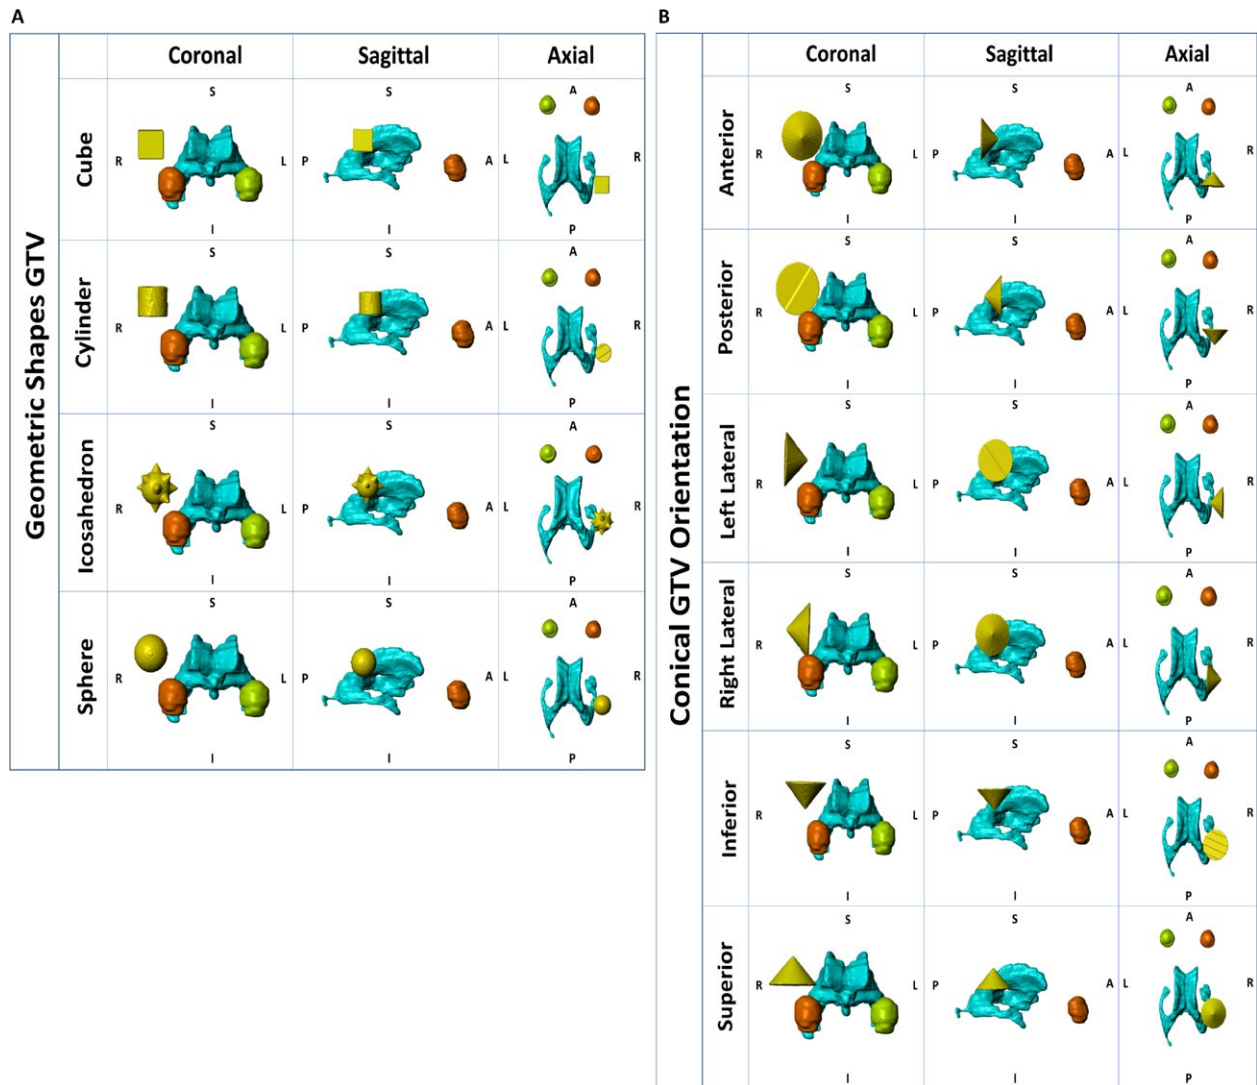 A
Geometric Shapes GTV
Coronal Sagittal Axial
Cube
S S A
R L P A L R
I I P
Cylinder
S S A
R L P A L R
I I P
Icosahedron
S S A
R L P A L R
I I P
Sphere
S S A
R L P A L R
I I P
B
Conical GTV Orientation
Coronal Sagittal Axial
Anterior
S S A
R L P A L R
I I P
Posterior
S S A
R L P A L R
I I P
Left Lateral
S S A
R L P A L R
I I P
Right Lateral
S S A
R L P A L R
I I P
Inferior
S S A
R L P A L R
I I P
Superior
S S A
R L P A L R
I I P